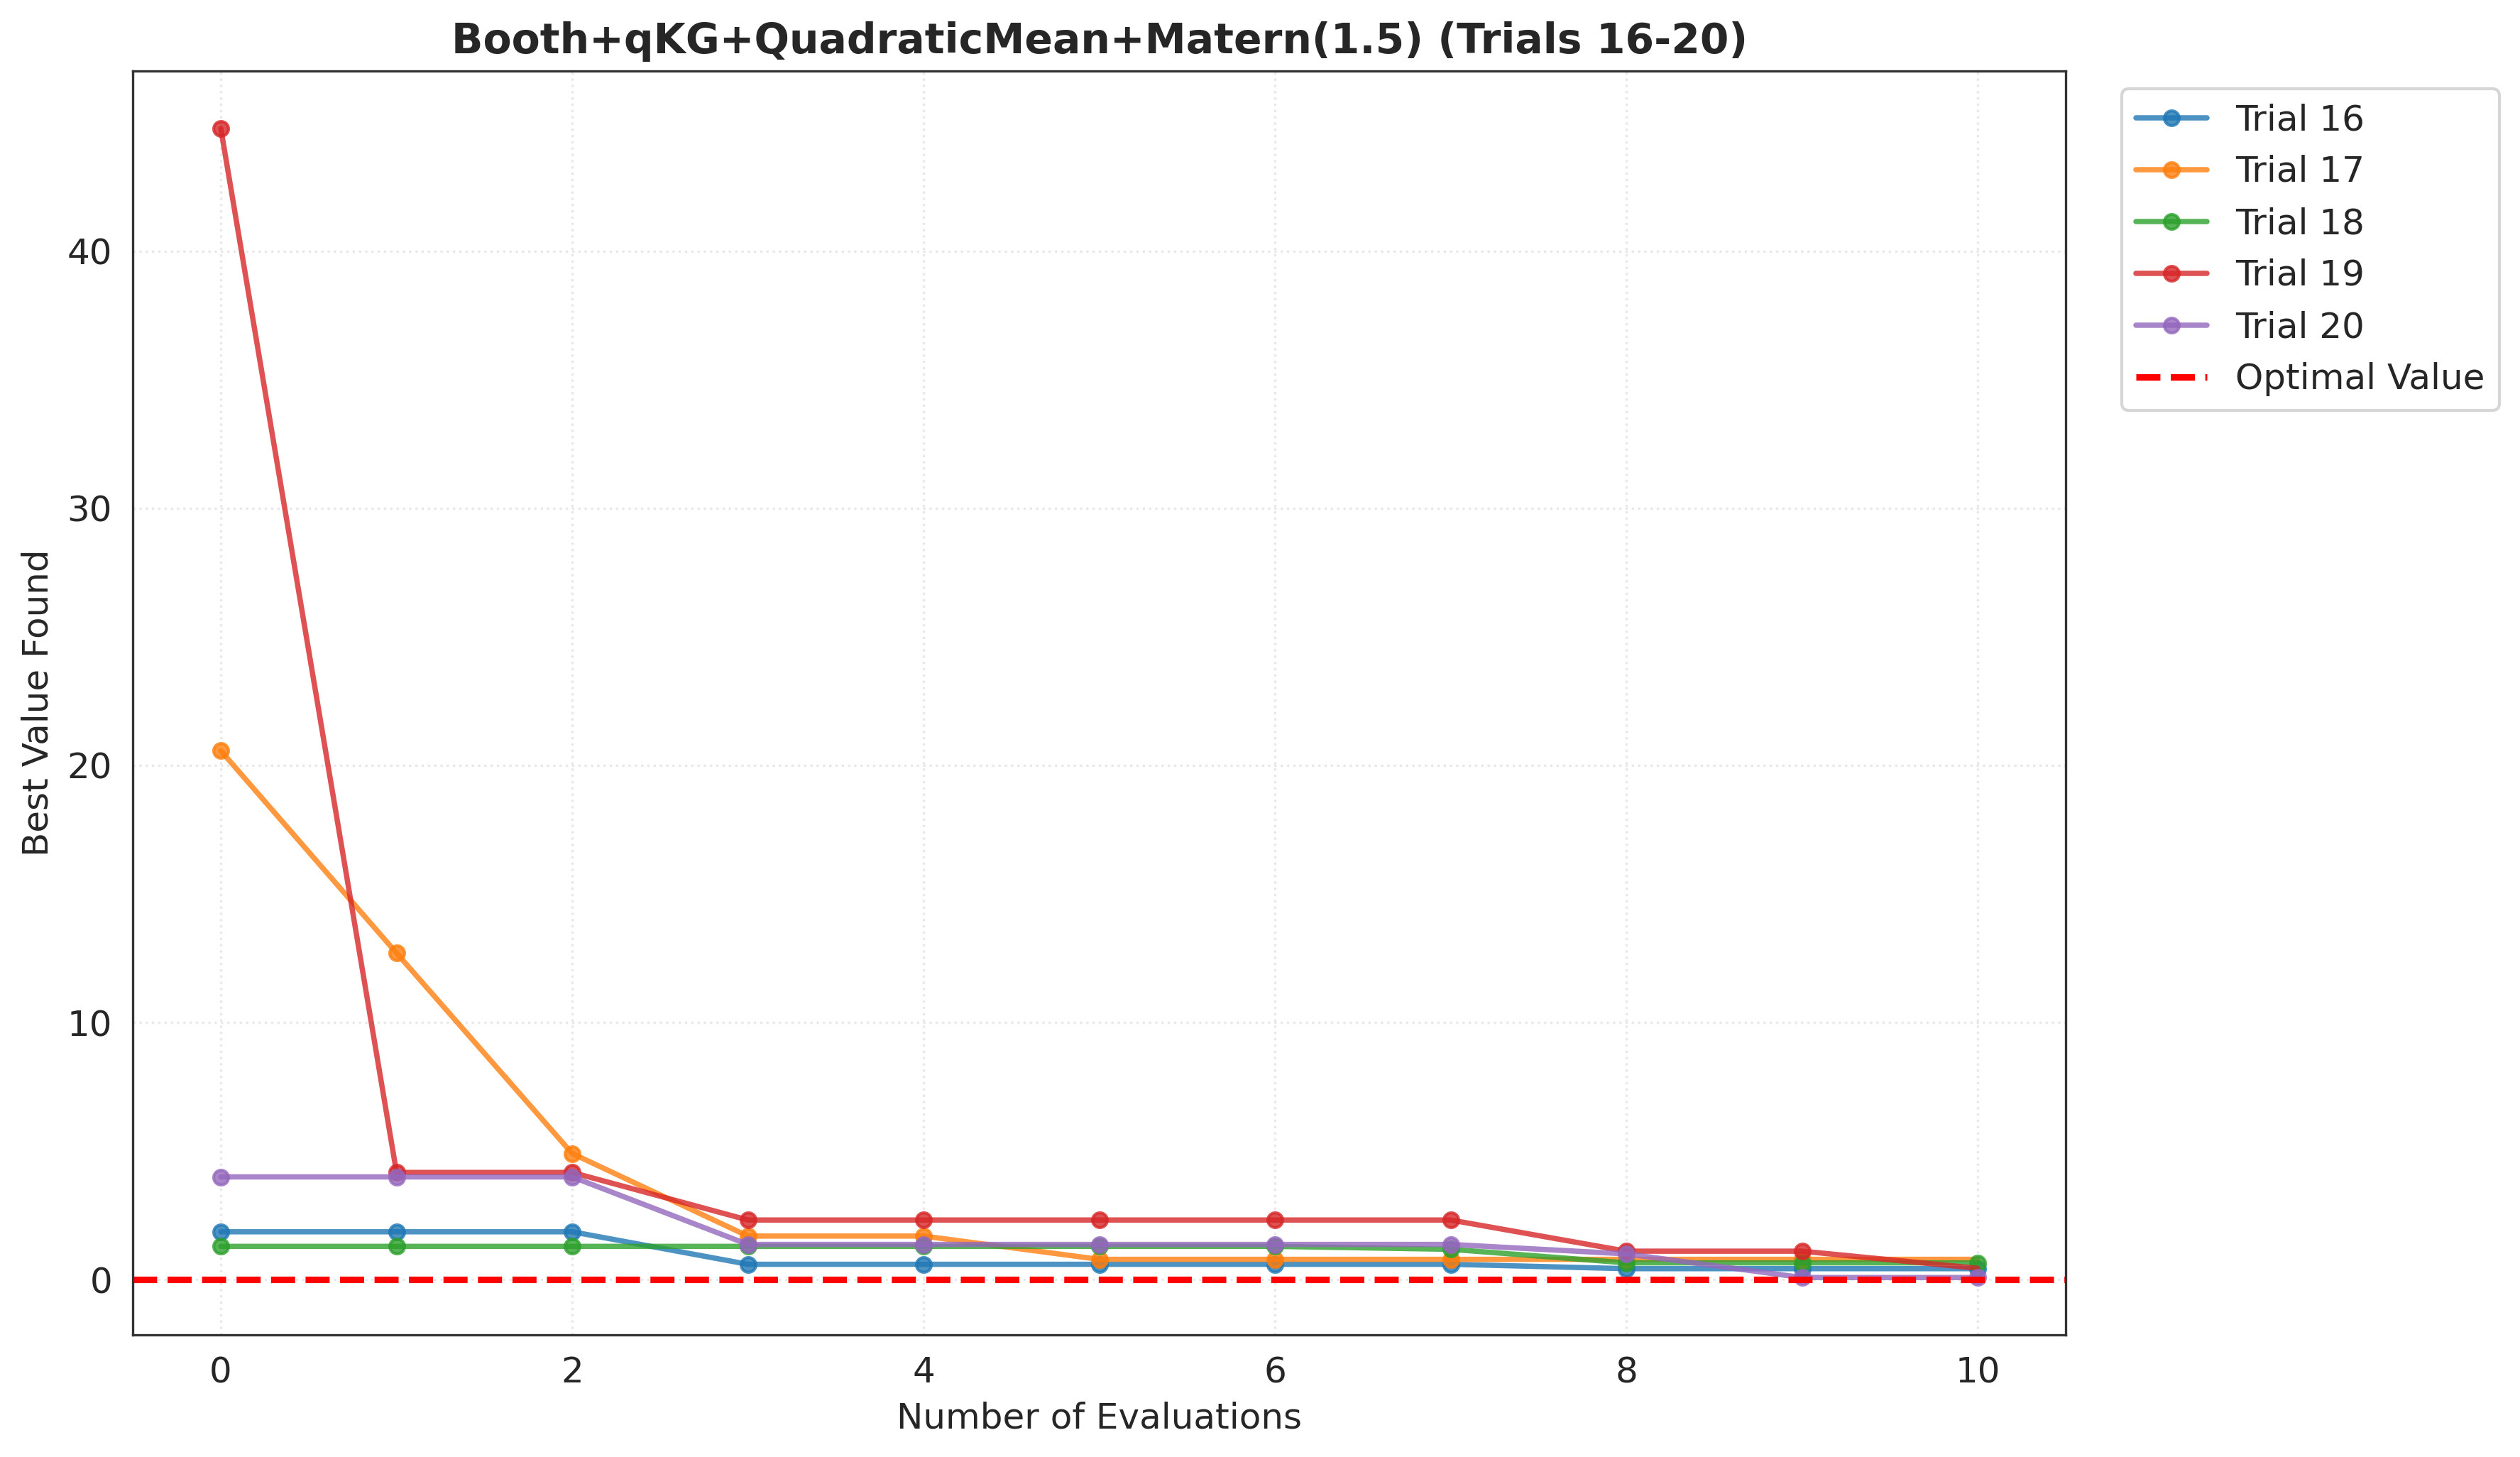 Booth+qKG+QuadraticMean+Matern(1.5) (Trials 16-20)
Trial 16
Trial 17
Trial 18
Trial 19
Trial 20
Optimal Value
Best Value Found
40
30
20
10
0
0 2 4 6 8 10
Number of Evaluations